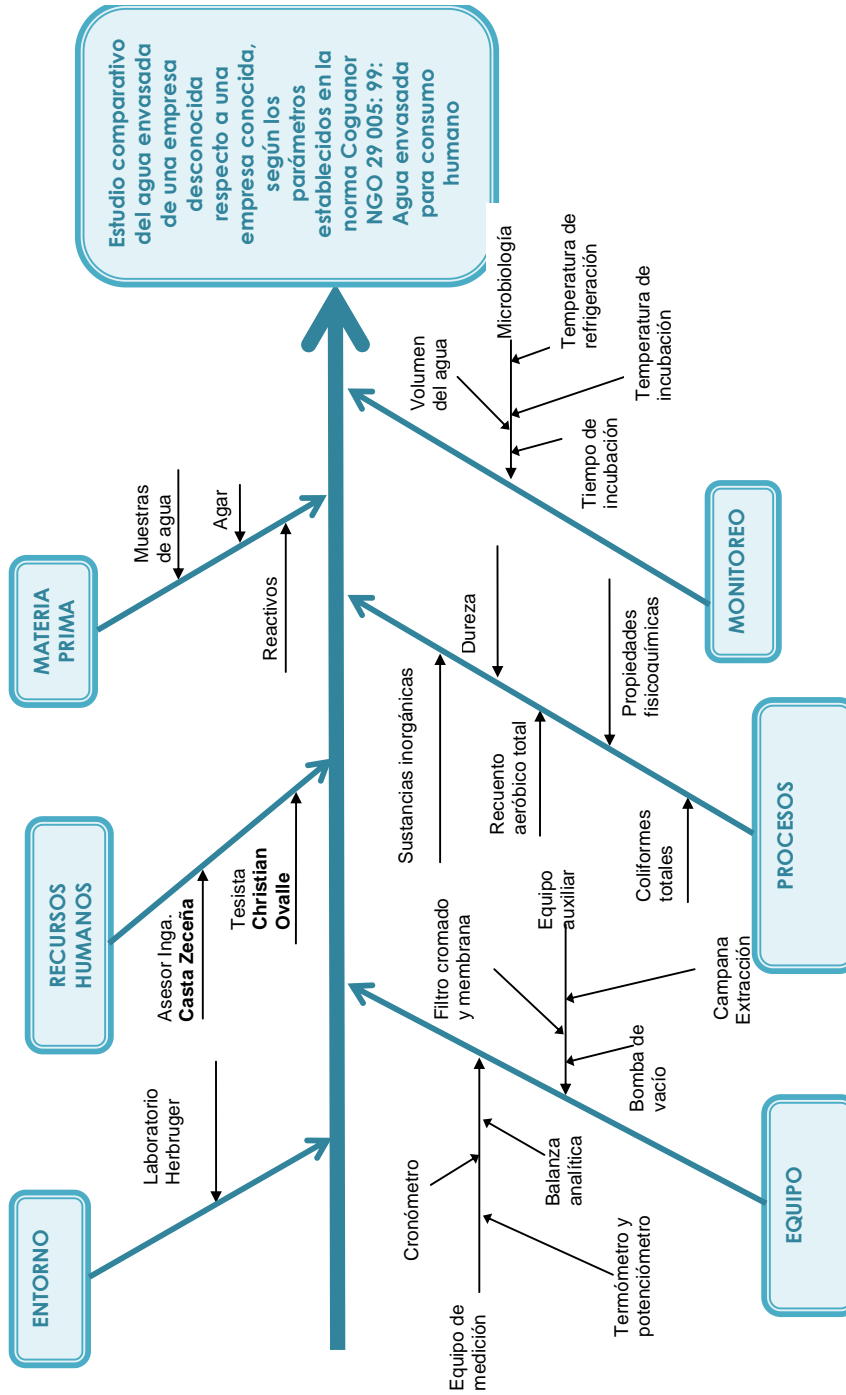 ENTORNO
Laboratorio
Herbruger
RECURSOS
HUMANOS
Asesor Inga.
Casta Zeceña
Tesista
Christian
Ovalle
MATERIA
PRIMA
Muestras
de agua
Agar
Reactivos
Estudio comparativo
del agua envasada
de una empresa
desconocida
respecto a una
empresa conocida,
según los
parámetros
establecidos en la
norma Coguanor
NGO 29 005: 99:
Agua envasada
para consumo
humano
Equipo de
medición
Cronómetro
Termómetro y
potenciómetro
Balanza
analítica
Filtro cromado
y membrana
Equipo
auxiliar
Bomba de
vacío
Campana
Extracción
EQUIPO
Sustancias inorgánicas
Dureza
Recuento
aeróbico total
Propiedades
fisicoquímicas
Coliformes
totales
PROCESOS
Volumen
del agua
Microbiología
Tiempo de
incubación
Temperatura de
incubación
Temperatura de
refrigeración
MONITOREO